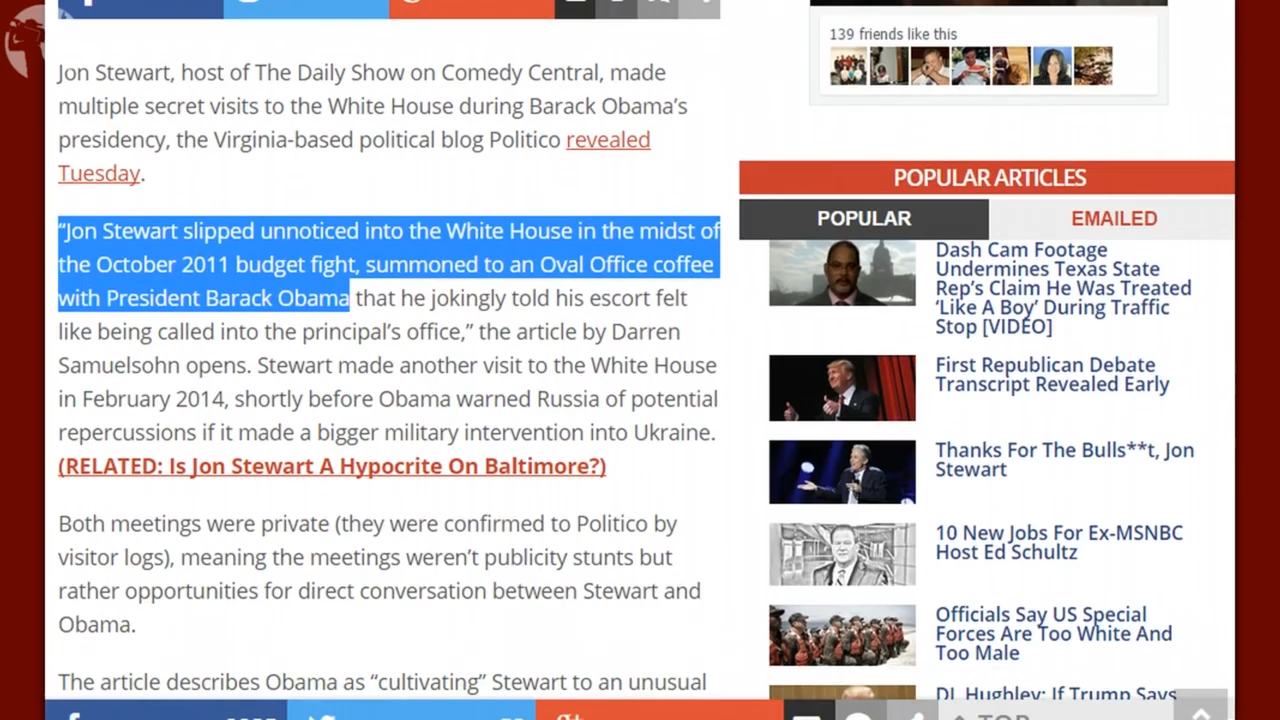 Jon Stewart, host of The Daily Show on Comedy Central, made
multiple secret visits to the White House during Barack Obama’s
presidency, the Virginia-based political blog Politico revealed
Tuesday.
“Jon Stewart slipped unnoticed into the White House in the midst of
the October 2011 budget fight, summoned to an Oval Office coffee
with President Barack Obama that he jokingly told his escort felt
like being called into the principal’s office,” the article by Darren
Samuelsohn opens. Stewart made another visit to the White House
in February 2014, shortly before Obama warned Russia of potential
repercussions if it made a bigger military intervention into Ukraine.
(RELATED: Is Jon Stewart A Hypocrite On Baltimore?)
Both meetings were private (they were confirmed to Politico by
visitor logs), meaning the meetings weren’t publicity stunts but
rather opportunities for direct conversation between Stewart and
Obama.
The article describes Obama as “cultivating” Stewart to an unusual
139 friends like this
POPULAR ARTICLES
POPULAR
EMAILED
Dash Cam Footage
Undermines Texas State
Rep’s Claim He Was Treated
‘Like A Boy’ During Traffic
Stop [VIDEO]
First Republican Debate
Transcript Revealed Early
Thanks For The Bulls**t, Jon
Stewart
10 New Jobs For Ex-MSNBC
Host Ed Schultz
Officials Say US Special
Forces Are Too White And
Too Male
DL Hughley: If Trump Says
TOP